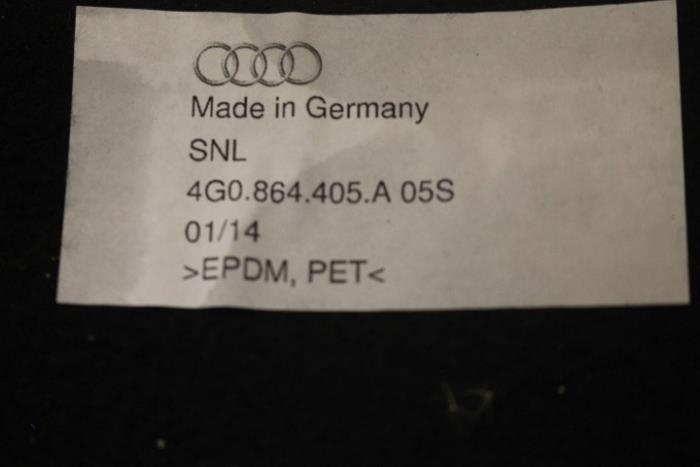 Made in Germany
SNL
4G0.864.405.A 05S
01/14
>EPDM, PET<